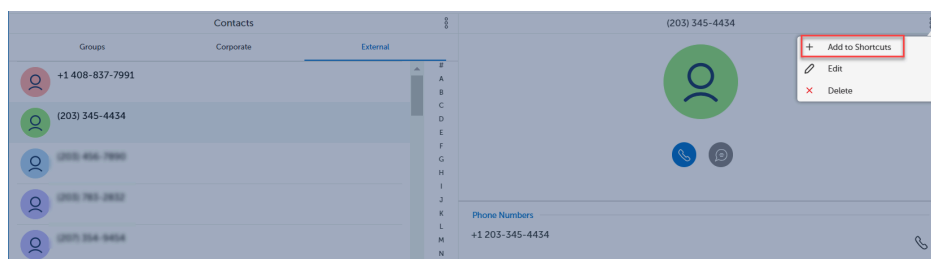 Contacts
Groups Corporate External
+1 408-837-7991
(203) 345-4434
#
A
B
C
D
E
F
G
H
I
J
K
L
M
N
(203) 345-4434
+ Add to Shortcuts
Edit
× Delete
Phone Numbers
+1 203-345-4434